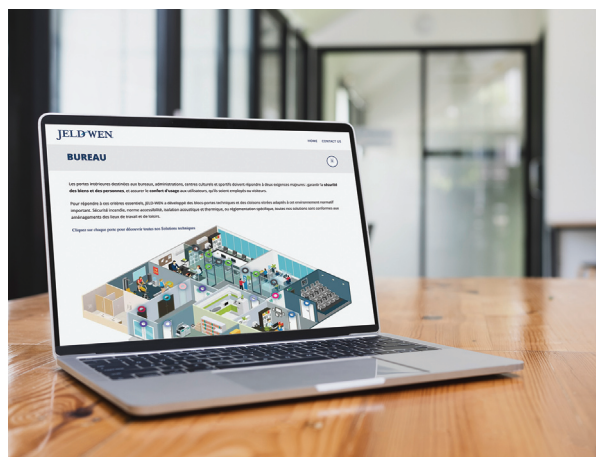 JELD WEN
HOME CONTACT US
BUREAU
Les portes intérieures destinées aux bureaux, administrations, centres culturels et sportifs doivent répondre à deux exigences majeures : garantir la sécurité
des biens et des personnes, et assurer le confort d'usage aux utilisateurs, qu'ils soient employés ou visiteurs.
Pour répondre à ces critères essentiels, JELD-WEN a développé des blocs-portes techniques et des cloisons vitrées adaptés à cet environnement normatif
important. Sécurité incendie, norme accessibilité, isolation acoustique et thermique, ou réglementation spécifique, toutes nos solutions sont conformes aux
aménagements des lieux de travail et de loisirs.
Cliquez sur chaque porte pour découvrir toutes nos Solutions techniques